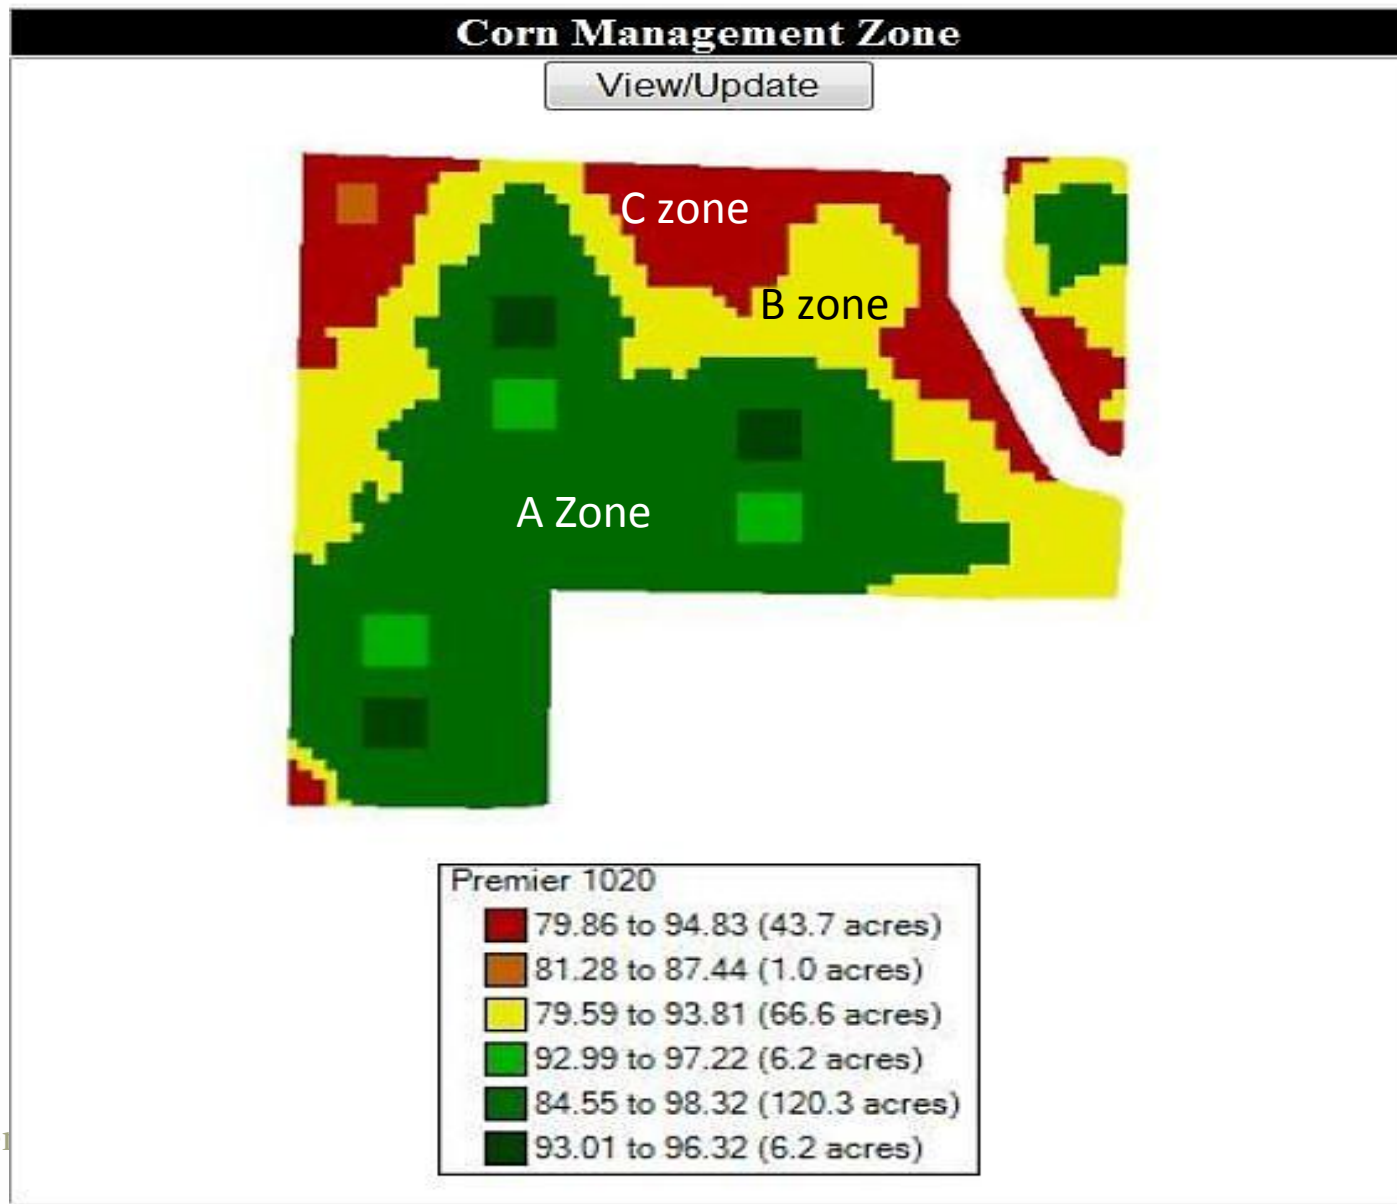 Corn Management Zone
View/Update
C zone
B zone
A Zone
Premier 1020
79.86 to 94.83 (43.7 acres)
81.28 to 87.44 (1.0 acres)
79.59 to 93.81 (66.6 acres)
92.99 to 97.22 (6.2 acres)
84.55 to 98.32 (120.3 acres)
93.01 to 96.32 (6.2 acres)